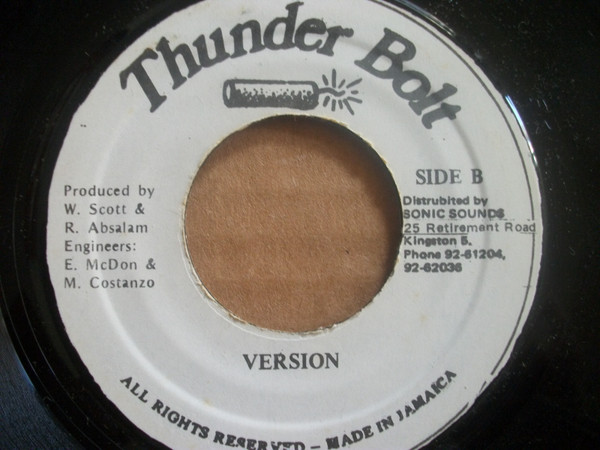 Thunder Bolt
SIDE B
Produced by
W. Scott &
R. Absalam
Engineers:
E. McDon &
M. Costanzo
Distrubited by
SONIC SOUNDS
25 Retirement Road
Kingston 5.
Phone 92-61204,
92-62036
VERSION
ALL RIGHTS RESERVED – MADE IN JAMAICA